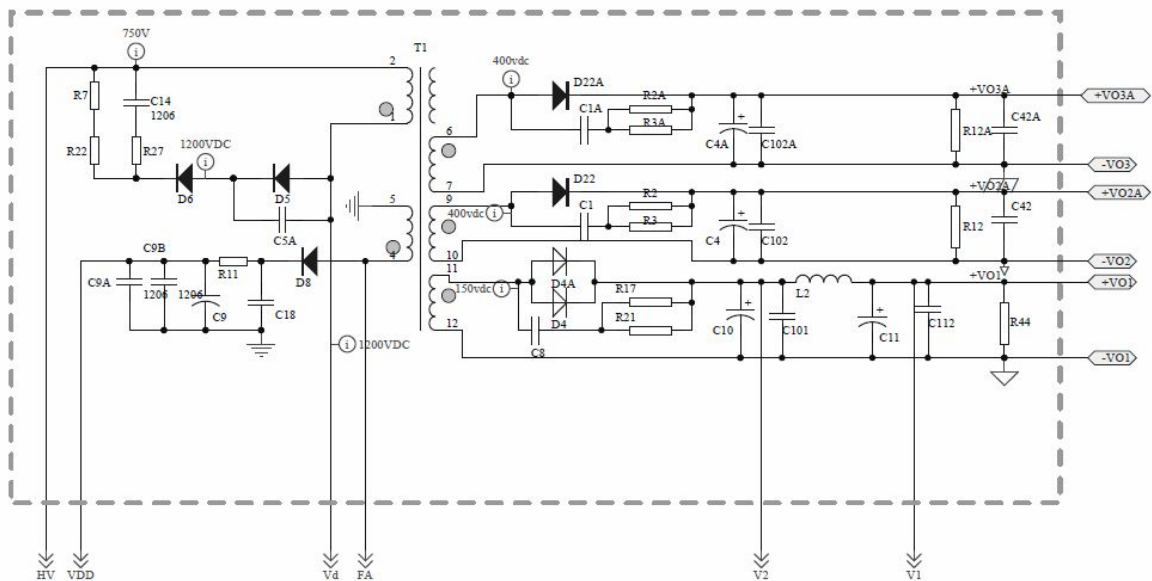 750V
i
T1
400vdc
i
2
D22A
R7
C14
1206
C1A
R2A
R3A
+VO3A
+VO3A
1
R22
R27
1200VDC
i
6
C4A
C102A
R12A
C42A
-VO3
D6
D5
7
D22
+VO2A
+VO2A
5
9
400vdc
i
C1
R2
R3
C5A
C4
C102
R12
C42
C9B
4
10
-VO2
R11
D8
11
+VO1
+VO1
C9A
1206
1206
150vdc
i
D4A
R17
L2
C9
C18
D4
R21
C10
C101
C11
C112
R44
12
C8
i
1200VDC
-VO1
HV
VDD
Vd
FA
V2
V1